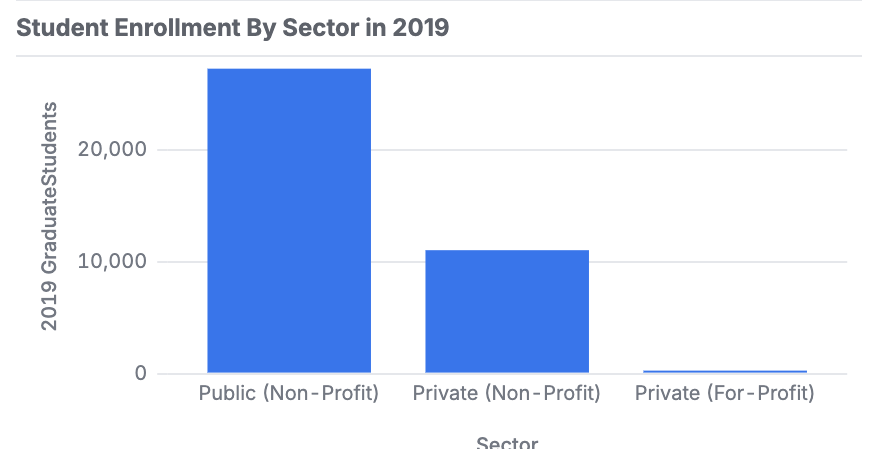 Student Enrollment By Sector in 2019
2019 GraduateStudents
20,000
10,000
0
Public (Non-Profit)
Private (Non-Profit)
Private (For-Profit)
Sector